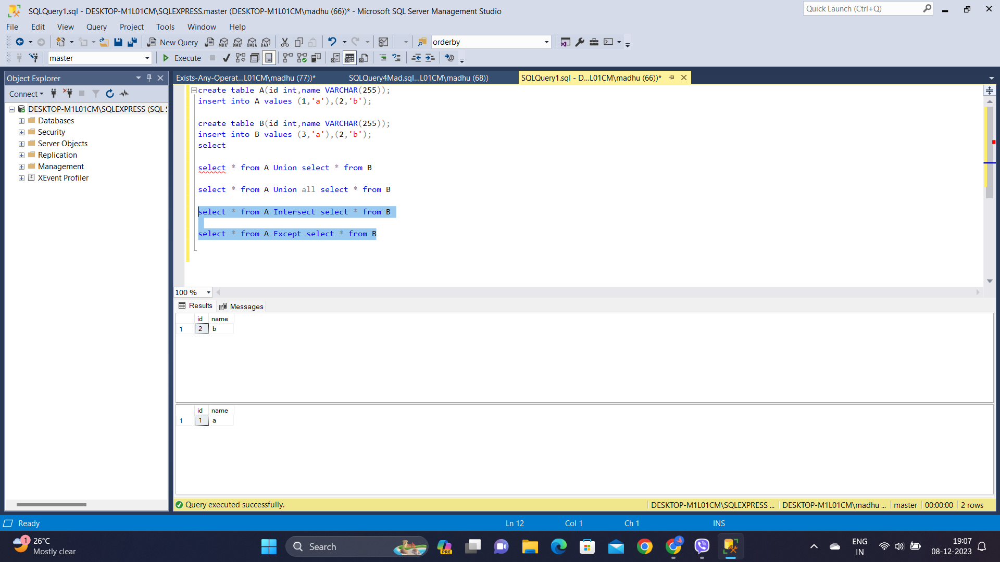 SQLQuery1.sql - DESKTOP-M1L01CM\SQLEXPRESS.master (DESKTOP-M1L01CM\madhu (66))* - Microsoft SQL Server Management Studio
Quick Launch (Ctrl+Q)
File Edit View Query Project Tools Window Help
New Query MDX DMX XMLA DAX orderby
master Execute
Object Explorer
Exists-Any-Operat...L01CM\madhu (77))* SQLQuery4Mad.sql...L01CM\madhu (68)) SQLQuery1.sql - D...L01CM\madhu (66))*
Connect
DESKTOP-M1L01CM\SQLEXPRESS (SQL S
Databases
Security
Server Objects
Replication
Management
XEvent Profiler
create table A(id int,name VARCHAR(255));
insert into A values (1,'a'),(2,'b');
create table B(id int,name VARCHAR(255));
insert into B values (3,'a'),(2,'b');
select
select * from A Union select * from B
select * from A Union all select * from B
select * from A Intersect select * from B
select * from A Except select * from B
100 %
Results Messages
id name
1 2 b
id name
1 1 a
Query executed successfully.
DESKTOP-M1L01CM\SQLEXPRESS ... DESKTOP-M1L01CM\madhu ... master 00:00:00 2 rows
Ready Ln 12 Col 1 Ch 1 INS
1
26°C
Mostly clear
Search
PRE
ENG
IN
19:07
08-12-2023